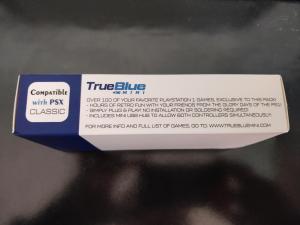 Compatible
with PSX
CLASSIC
TrueBlue
MINI
OVER 100 OF YOUR FAVORITE PLAYSTATION 1 GAMES, EXCLUSIVE TO THIS PACK!
- HOURS OF RETRO FUN WITH YOUR FRIENDS FROM THE GLORY DAYS OF THE PS1!
- SIMPLY PLUG & PLAY! NO INSTALLATION OR SOLDERING REQUIRED!
- INCLUDES MINI USB HUB TO ALLOW BOTH CONTROLLERS SIMULTANEOUSLY!
FOR MORE INFO AND FULL LIST OF GAMES, GO TO: WWW.TRUEBLUEMINI.COM